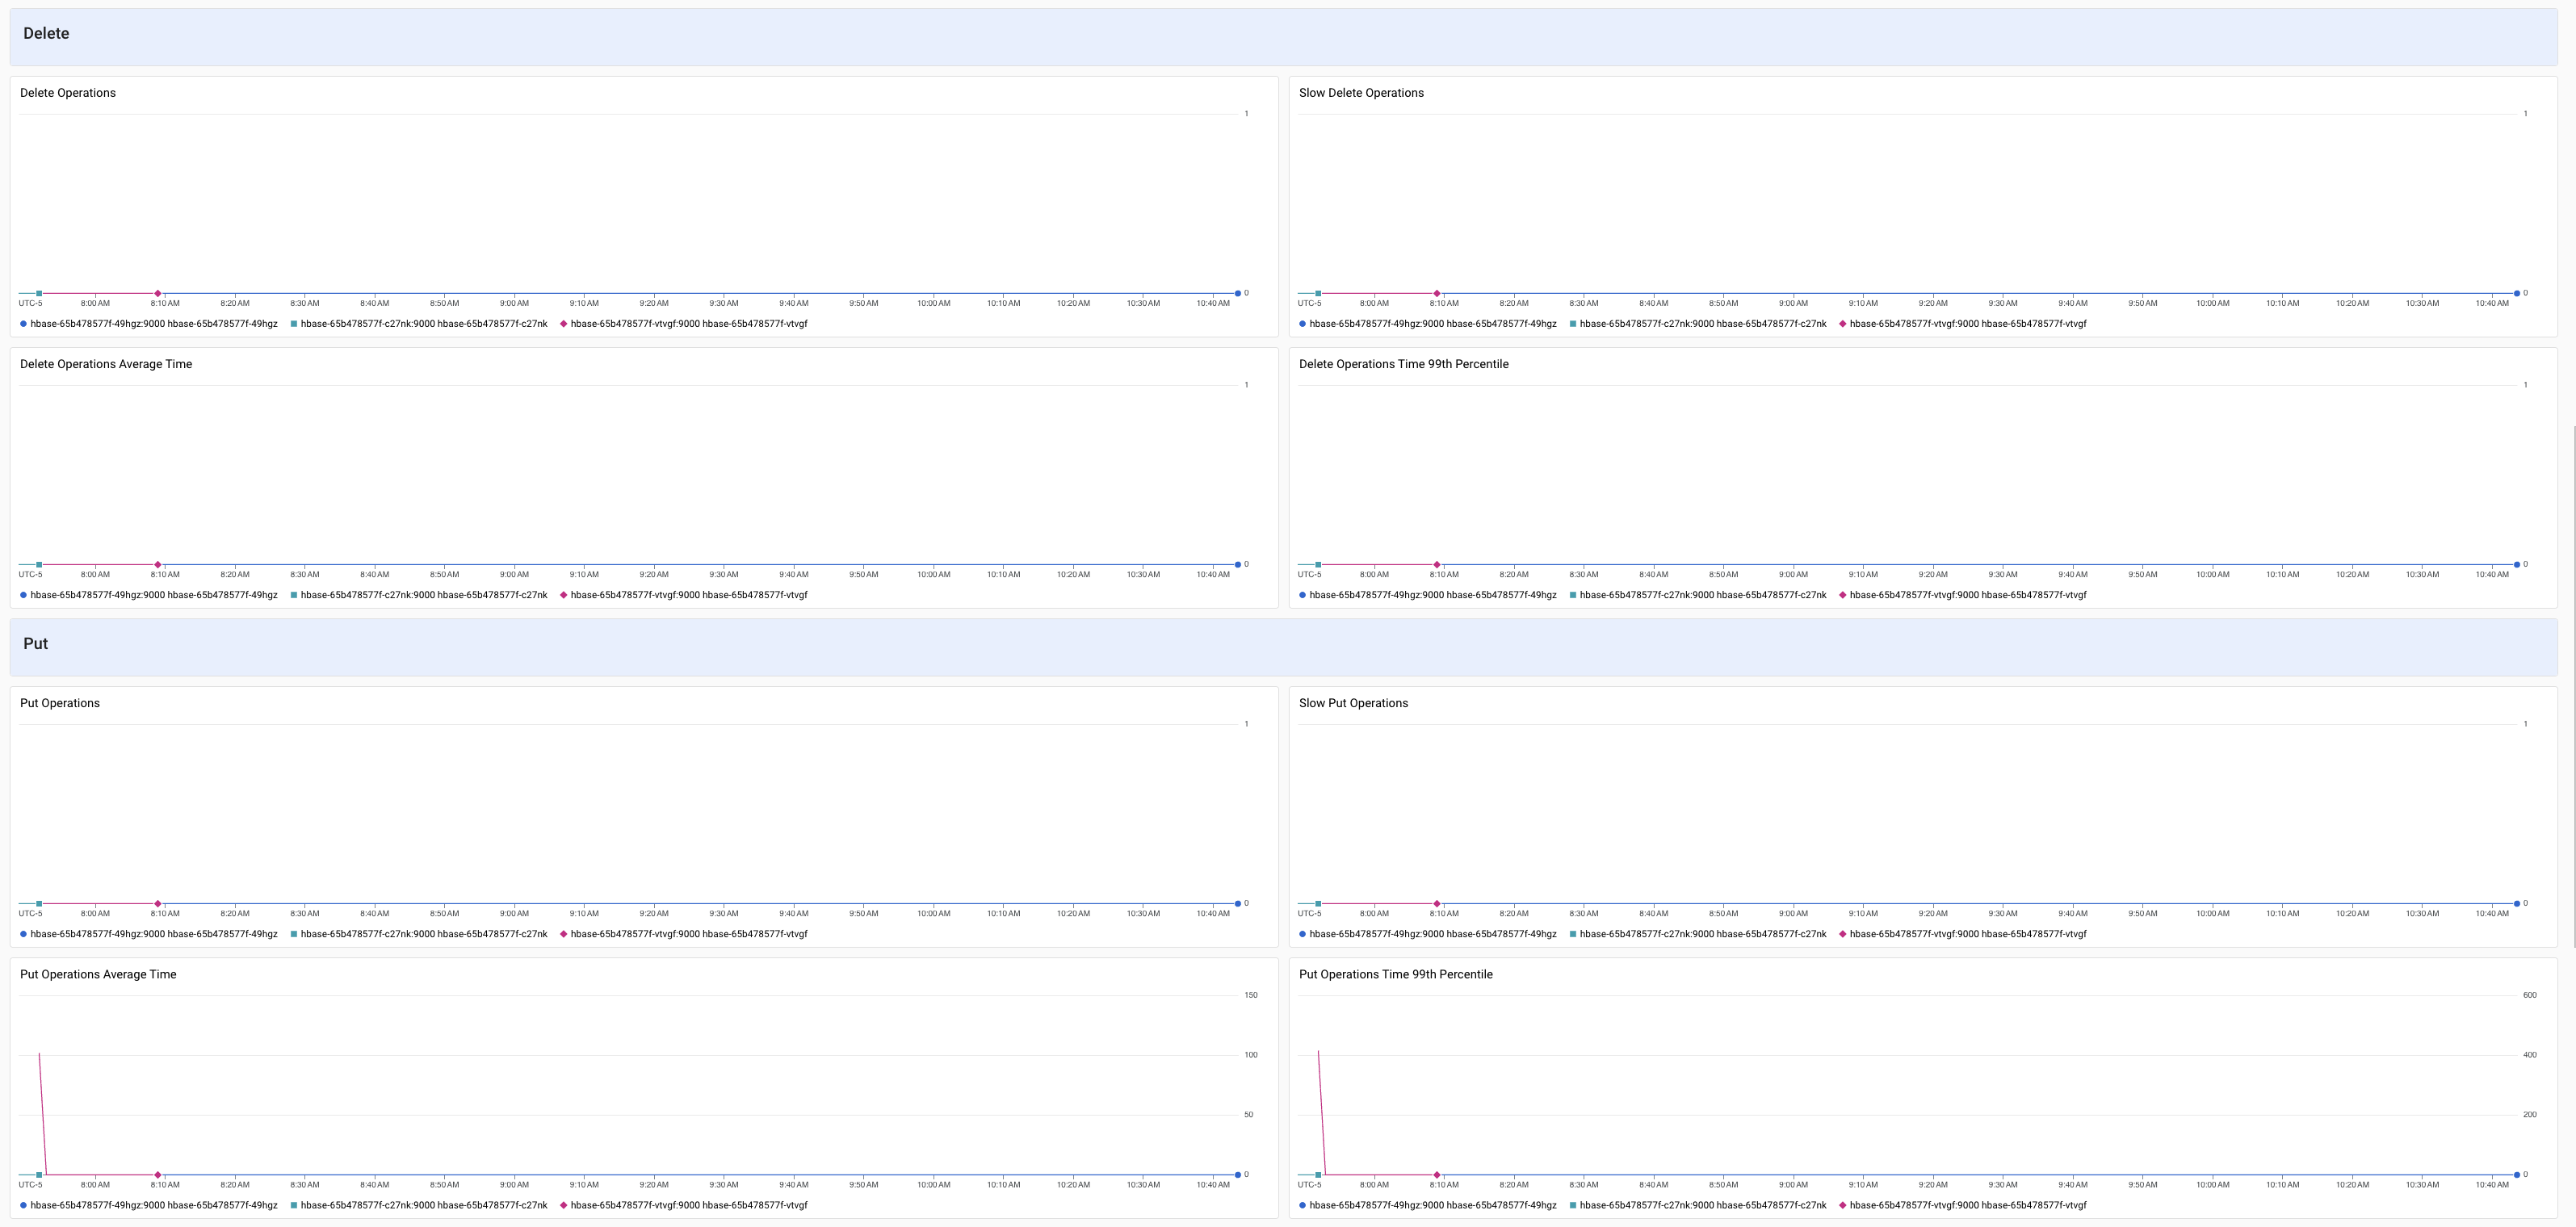 Delete
Delete Operations
1
0
UTC-5 8:00 AM 8:10 AM 8:20 AM 8:30 AM 8:40 AM 8:50 AM 9:00 AM 9:10 AM 9:20 AM 9:30 AM 9:40 AM 9:50 AM 10:00 AM 10:10 AM 10:20 AM 10:30 AM 10:40 AM
hbase-65b478577f-49hgz:9000 hbase-65b478577f-49hgz hbase-65b478577f-c27nk:9000 hbase-65b478577f-c27nk hbase-65b478577f-vtvgf:9000 hbase-65b478577f-vtvgf
Slow Delete Operations
1
0
UTC-5 8:00 AM 8:10 AM 8:20 AM 8:30 AM 8:40 AM 8:50 AM 9:00 AM 9:10 AM 9:20 AM 9:30 AM 9:40 AM 9:50 AM 10:00 AM 10:10 AM 10:20 AM 10:30 AM 10:40 AM
hbase-65b478577f-49hgz:9000 hbase-65b478577f-49hgz hbase-65b478577f-c27nk:9000 hbase-65b478577f-c27nk hbase-65b478577f-vtvgf:9000 hbase-65b478577f-vtvgf
Delete Operations Average Time
1
0
UTC-5 8:00 AM 8:10 AM 8:20 AM 8:30 AM 8:40 AM 8:50 AM 9:00 AM 9:10 AM 9:20 AM 9:30 AM 9:40 AM 9:50 AM 10:00 AM 10:10 AM 10:20 AM 10:30 AM 10:40 AM
hbase-65b478577f-49hgz:9000 hbase-65b478577f-49hgz hbase-65b478577f-c27nk:9000 hbase-65b478577f-c27nk hbase-65b478577f-vtvgf:9000 hbase-65b478577f-vtvgf
Delete Operations Time 99th Percentile
1
0
UTC-5 8:00 AM 8:10 AM 8:20 AM 8:30 AM 8:40 AM 8:50 AM 9:00 AM 9:10 AM 9:20 AM 9:30 AM 9:40 AM 9:50 AM 10:00 AM 10:10 AM 10:20 AM 10:30 AM 10:40 AM
hbase-65b478577f-49hgz:9000 hbase-65b478577f-49hgz hbase-65b478577f-c27nk:9000 hbase-65b478577f-c27nk hbase-65b478577f-vtvgf:9000 hbase-65b478577f-vtvgf
Put
Put Operations
1
0
UTC-5 8:00 AM 8:10 AM 8:20 AM 8:30 AM 8:40 AM 8:50 AM 9:00 AM 9:10 AM 9:20 AM 9:30 AM 9:40 AM 9:50 AM 10:00 AM 10:10 AM 10:20 AM 10:30 AM 10:40 AM
hbase-65b478577f-49hgz:9000 hbase-65b478577f-49hgz hbase-65b478577f-c27nk:9000 hbase-65b478577f-c27nk hbase-65b478577f-vtvgf:9000 hbase-65b478577f-vtvgf
Slow Put Operations
1
0
UTC-5 8:00 AM 8:10 AM 8:20 AM 8:30 AM 8:40 AM 8:50 AM 9:00 AM 9:10 AM 9:20 AM 9:30 AM 9:40 AM 9:50 AM 10:00 AM 10:10 AM 10:20 AM 10:30 AM 10:40 AM
hbase-65b478577f-49hgz:9000 hbase-65b478577f-49hgz hbase-65b478577f-c27nk:9000 hbase-65b478577f-c27nk hbase-65b478577f-vtvgf:9000 hbase-65b478577f-vtvgf
Put Operations Average Time
150
100
50
0
UTC-5 8:00 AM 8:10 AM 8:20 AM 8:30 AM 8:40 AM 8:50 AM 9:00 AM 9:10 AM 9:20 AM 9:30 AM 9:40 AM 9:50 AM 10:00 AM 10:10 AM 10:20 AM 10:30 AM 10:40 AM
hbase-65b478577f-49hgz:9000 hbase-65b478577f-49hgz hbase-65b478577f-c27nk:9000 hbase-65b478577f-c27nk hbase-65b478577f-vtvgf:9000 hbase-65b478577f-vtvgf
Put Operations Time 99th Percentile
600
400
200
0
UTC-5 8:00 AM 8:10 AM 8:20 AM 8:30 AM 8:40 AM 8:50 AM 9:00 AM 9:10 AM 9:20 AM 9:30 AM 9:40 AM 9:50 AM 10:00 AM 10:10 AM 10:20 AM 10:30 AM 10:40 AM
hbase-65b478577f-49hgz:9000 hbase-65b478577f-49hgz hbase-65b478577f-c27nk:9000 hbase-65b478577f-c27nk hbase-65b478577f-vtvgf:9000 hbase-65b478577f-vtvgf